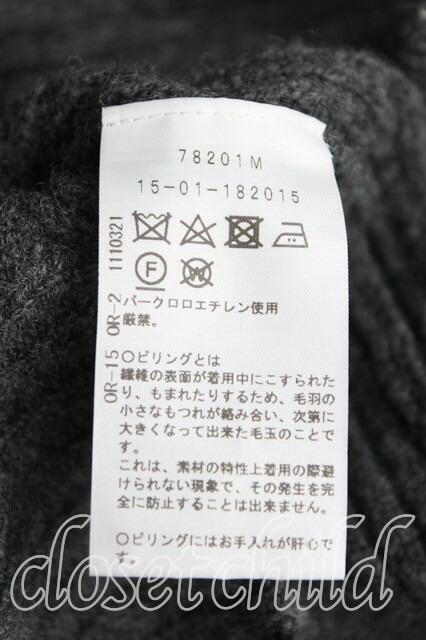 78201M
15-01-182015
F W
パークロロエチレン使用
厳禁。
○ピリングとは
繊維の表面が着用中にこすられた
り、もまれたりするため、毛羽の
小さなもつれが絡み合い、次第に
大きくなって出来た毛玉のことで
す。
これは、素材の特性上着用の際避
けられない現象で、その発生を完
全に防止することは出来ません。
○ピリングにはお手入れが肝心で
す。
OR-15 OR-2 1110321
closetchild